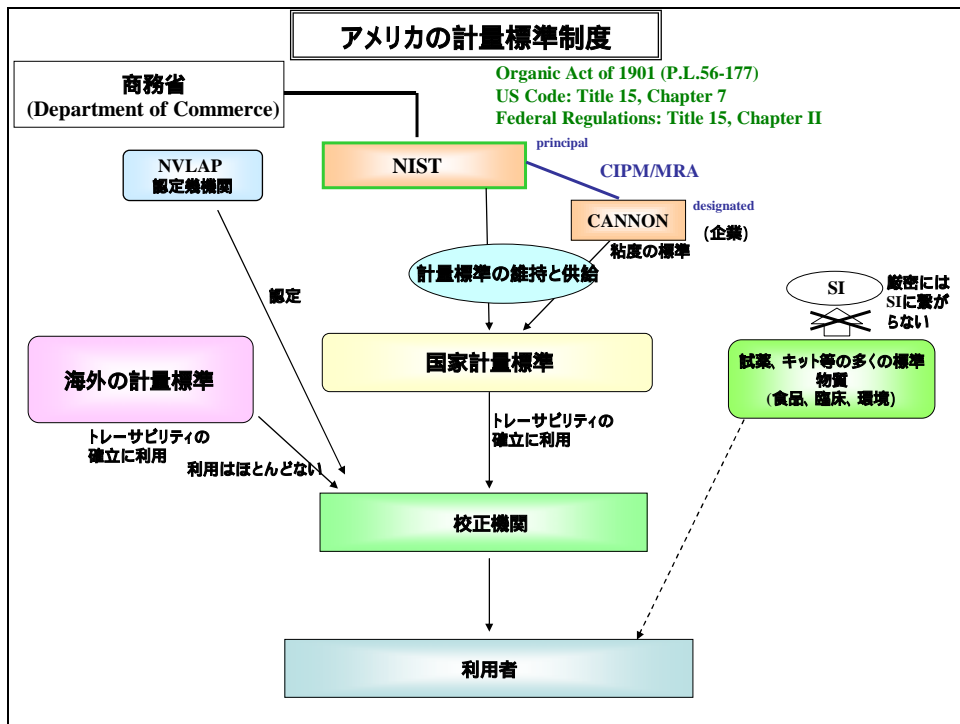 アメリカの計量標準制度
商務省
(Department of Commerce)
Organic Act of 1901 (P.L.56-177)
US Code: Title 15, Chapter 7
Federal Regulations: Title 15, Chapter II
NVLAP
認定幾機関
NIST
principal
CIPM/MRA
CANNON
designated
(企業)
粘度の標準
計量標準の維持と供給
認定
SI
厳密には
SIに繋が
らない
海外の計量標準
国家計量標準
試薬、キット等の多くの標準
物質
(食品、臨床、環境)
トレーサビリティの
確立に利用
利用はほとんどない
トレーサビリティの
確立に利用
校正機関
利用者